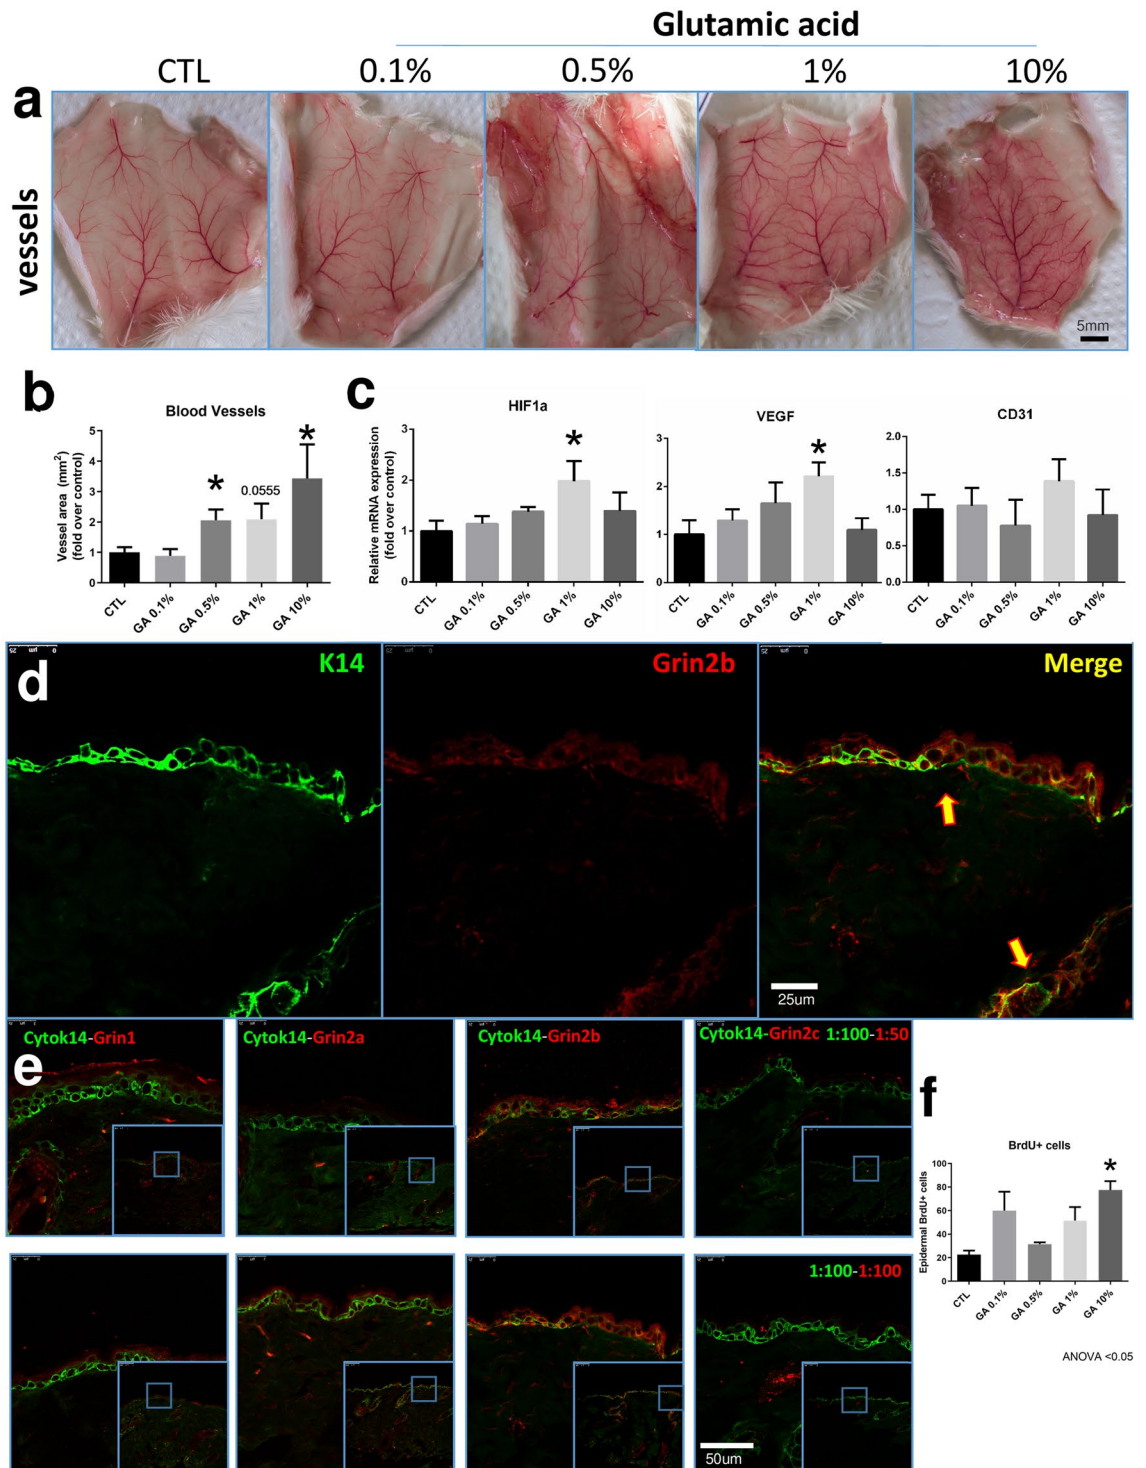 Glutamic acid
CTL 0.1% 0.5% 1% 10%
a
vessels
5mm
b
Blood Vessels
Vessel area (mm²)
(fold over control)
5
4
3
2
1
0
*
0.0555
*
CTL
GA 0.1%
GA 0.5%
GA 1%
GA 10%
c
HIF1a
Relative mRNA expression
(fold over control)
3
2
1
0
*
CTL
GA 0.1%
GA 0.5%
GA 1%
GA 10%
VEGF
3
2
1
0
*
CTL
GA 0.1%
GA 0.5%
GA 1%
GA 10%
CD31
2.0
1.5
1.0
0.5
0.0
CTL
GA 0.1%
GA 0.5%
GA 1%
GA 10%
d
K14
Grin2b
Merge
25um
e
Cytok14-Grin1
Cytok14-Grin2a
Cytok14-Grin2b
Cytok14-Grin2c 1:100-1:50
1:100-1:100
50um
f
BrdU+ cells
Epidermal BrdU+ cells
100
80
60
40
20
0
*
CTL
GA 0.1%
GA 0.5%
GA 1%
GA 10%
ANOVA <0.05